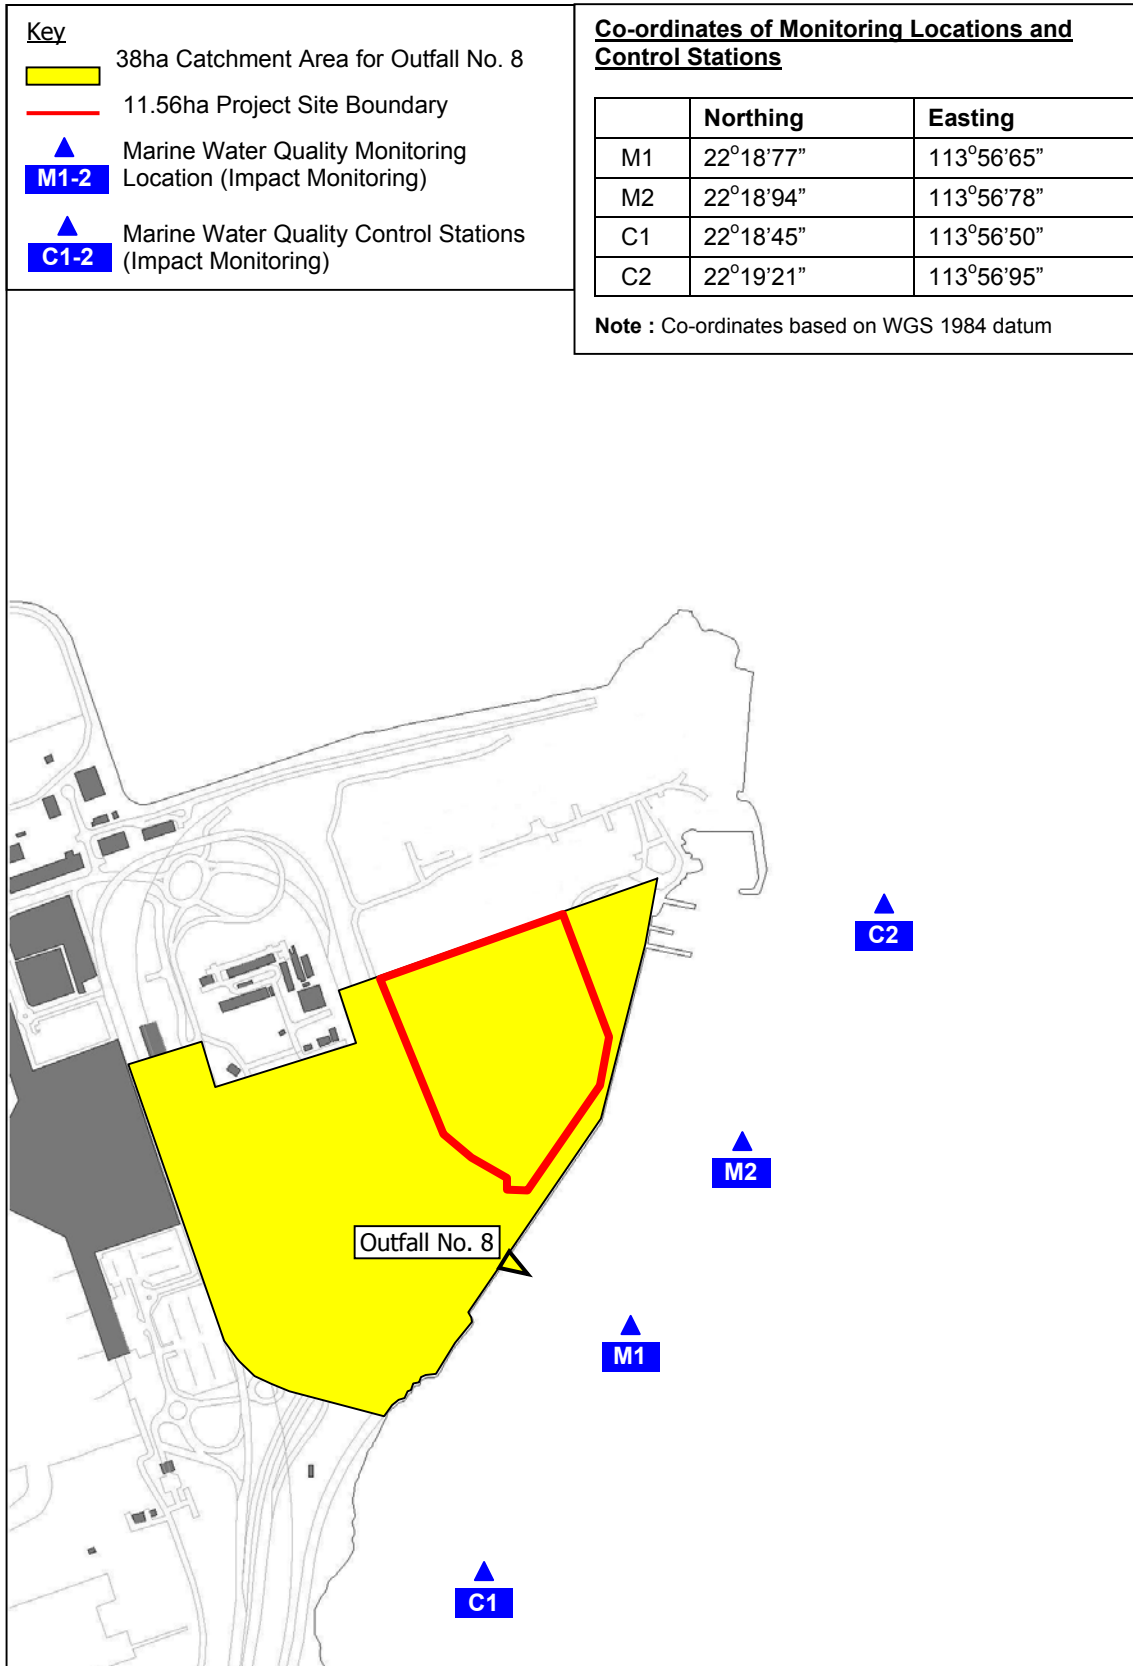 Key
38ha Catchment Area for Outfall No. 8
11.56ha Project Site Boundary
M1-2
Marine Water Quality Monitoring
Location (Impact Monitoring)
C1-2
Marine Water Quality Control Stations
(Impact Monitoring)
Co-ordinates of Monitoring Locations and
Control Stations
Northing Easting
M1 22°18'77" 113°56'65"
M2 22°18'94" 113°56'78"
C1 22°18'45" 113°56'50"
C2 22°19'21" 113°56'95"
Note : Co-ordinates based on WGS 1984 datum
C2
M2
Outfall No. 8
M1
C1